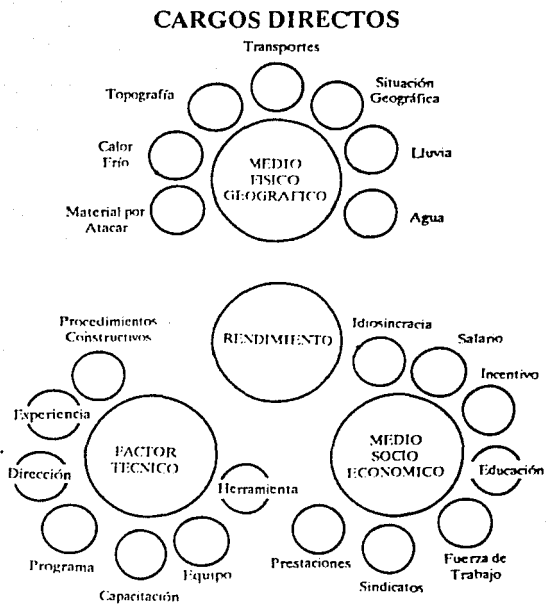 CARGOS DIRECTOS
Transportes
Topografía
Situación
Geográfica
Calor
Frío
Lluvia
MEDIO
FISICO
GEOGRAFICO
Material por
Atacar
Agua
Procedimientos
Constructivos
RENDIMIENTO
Idiosincracia
Salario
Incentivo
Experiencia
FACTOR
TECNICO
MEDIO
SOCIO
ECONOMICO
Dirección
Herramienta
Educación
Programa
Capacitación
Equipo
Prestaciones
Sindicatos
Fuerza de
Trabajo